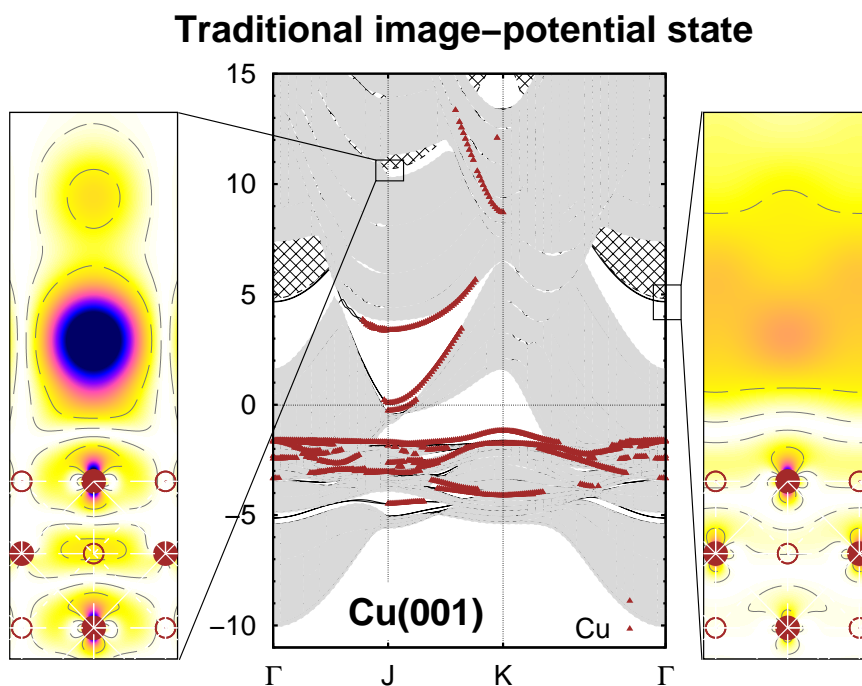 Traditional image−potential state
15
10
5
0
−5
−10
Cu(001)
Cu
Γ J K Γ